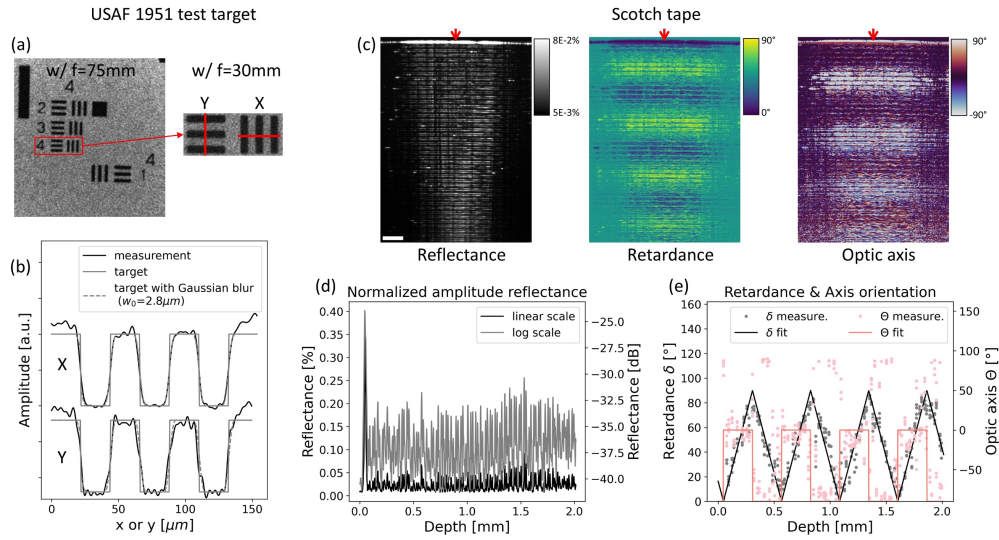 USAF 1951 test target
Scotch tape
(a)
w/ f=75mm
w/ f=30mm
4
2
3
4
4
1
Y
X
(c)
8E-2%
5E-3%
90°
0°
90°
-90°
Reflectance
Retardance
Optic axis
(b)
measurement
target
target with Gaussian blur
(w₀=2.8μm)
X
Y
Amplitude [a.u.]
0
50
100
150
x or y [μm]
(d)
Normalized amplitude reflectance
linear scale
log scale
Reflectance [%]
0.40
0.35
0.30
0.25
0.20
0.15
0.10
0.05
0.00
−25.0
−27.5
−30.0
−32.5
−35.0
−37.5
−40.0
Reflectance [dB]
0.0
0.5
1.0
1.5
2.0
Depth [mm]
(e)
Retardance & Axis orientation
δ measure.
δ fit
Θ measure.
Θ fit
Retardance δ [°]
160
140
120
100
80
60
40
20
0
150
100
50
0
−50
Optic axis Θ [°]
0.0
0.5
1.0
1.5
2.0
Depth [mm]